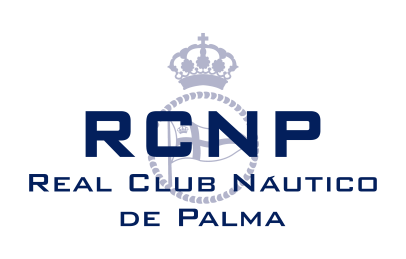 RCNP
REAL CLUB NÁUTICO
DE PALMA